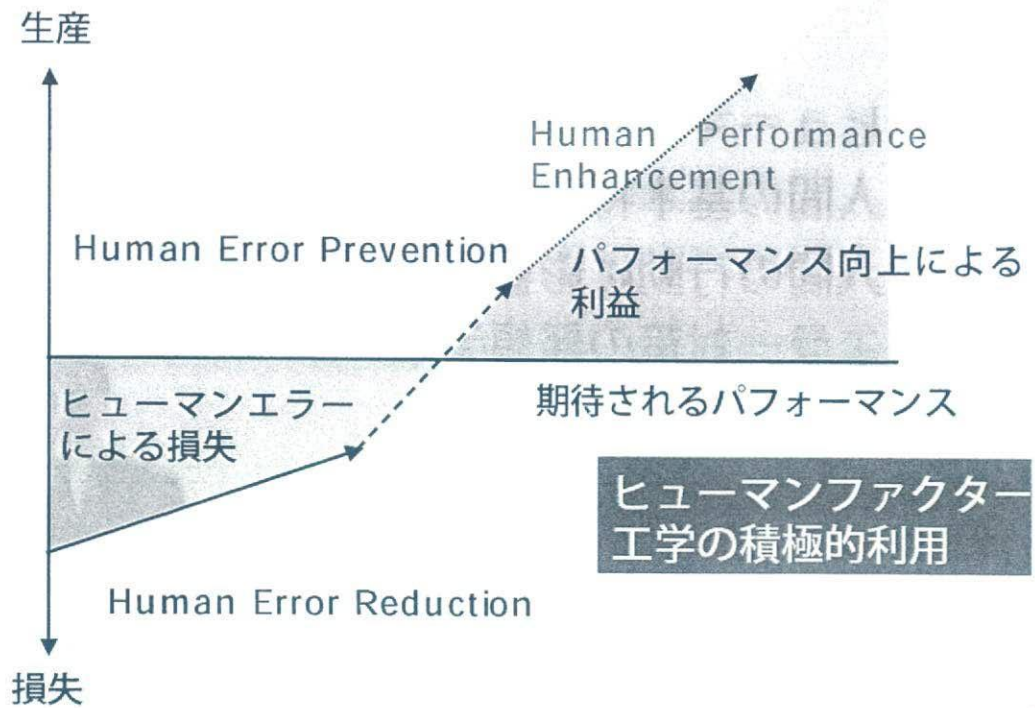 生産
Human Performance
Enhancement
Human Error Prevention
パフォーマンス向上による
利益
ヒューマンエラー
による損失
期待されるパフォーマンス
ヒューマンファクター
工学の積極的利用
Human Error Reduction
損失